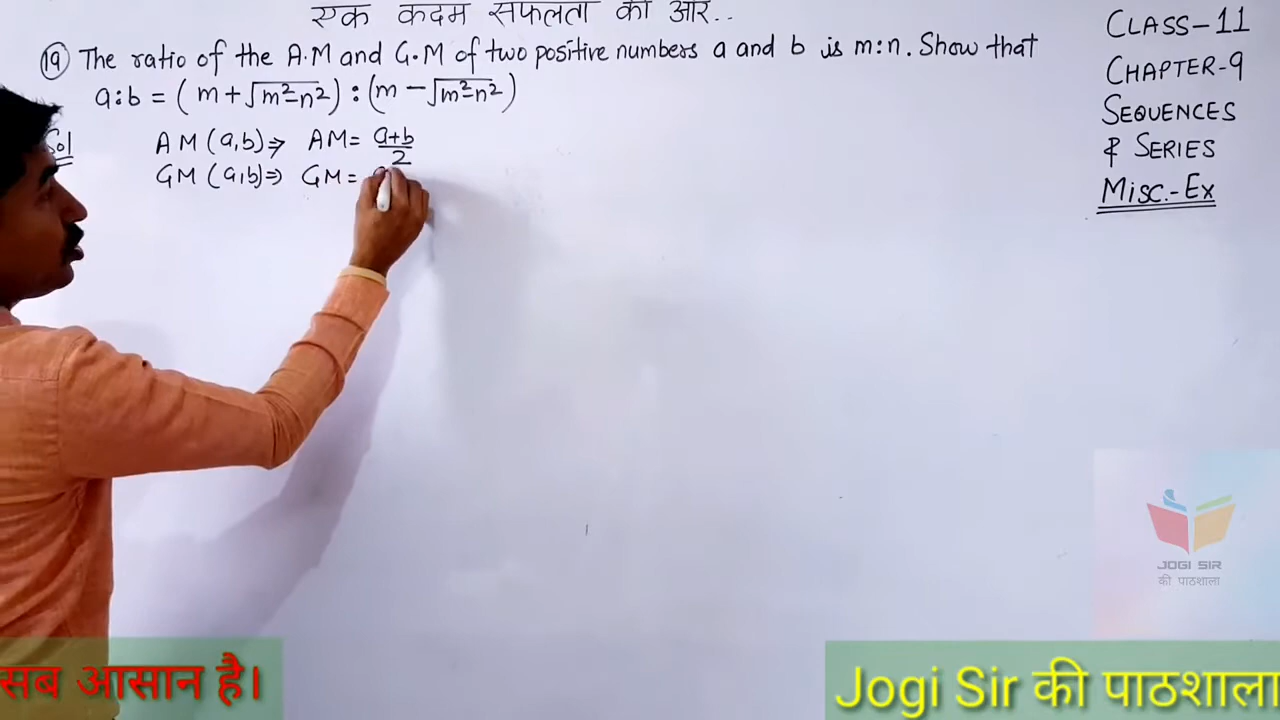 एक कदम सफलता की ओर..
19 The ratio of the A.M and G.M of two positive numbers a and b is m:n. Show that
a:b = (m+√m²-n²) : (m-√m²-n²)
Sol
AM (a,b) ⇒ AM = a+b/2
GM (a,b) ⇒ GM =
CLASS-11
CHAPTER-9
SEQUENCES
& SERIES
MISC.-EX
JOGI SIR
की पाठशाला
सब आसान है।
Jogi Sir की पाठशाला